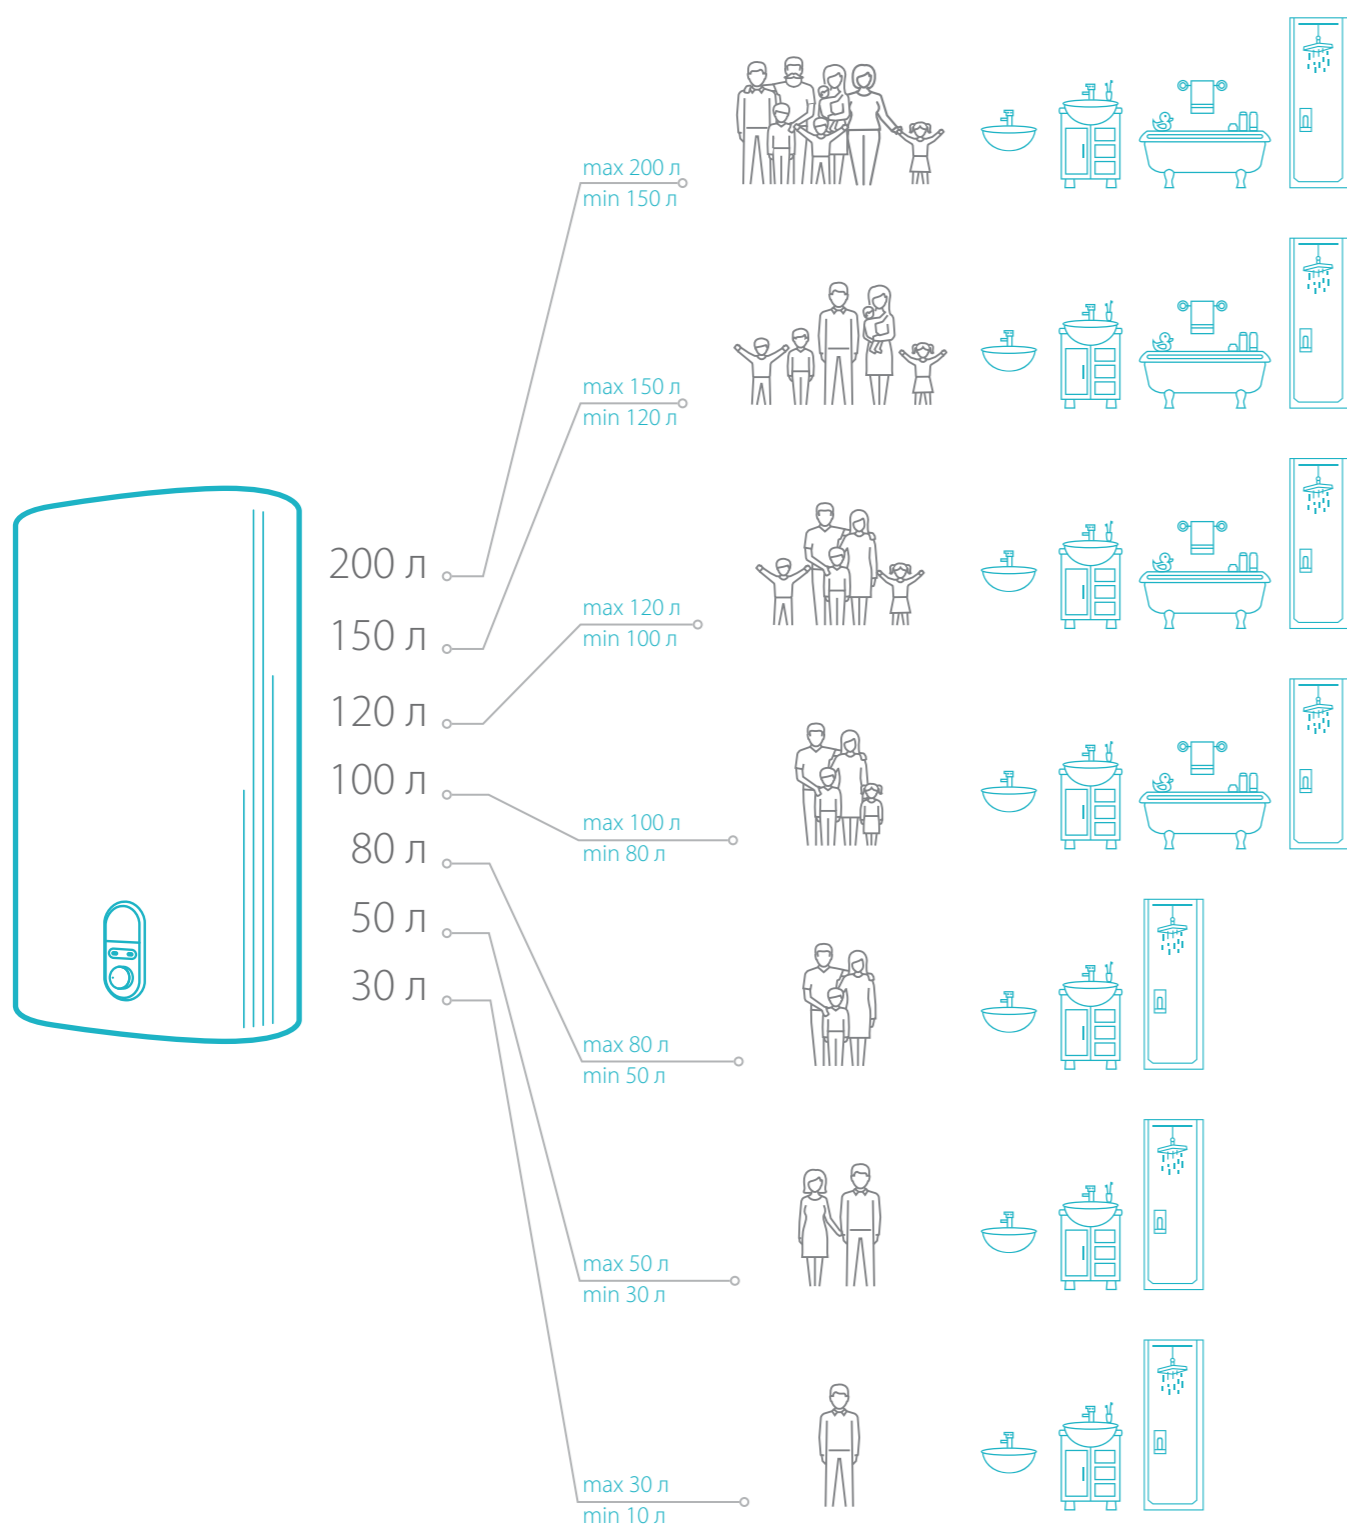 max 200 л
min 150 л
max 150 л
min 120 л
200 л
150 л
max 120 л
min 100 л
120 л
100 л
max 100 л
min 80 л
80 л
50 л
30 л
max 80 л
min 50 л
max 50 л
min 30 л
max 30 л
min 10 л